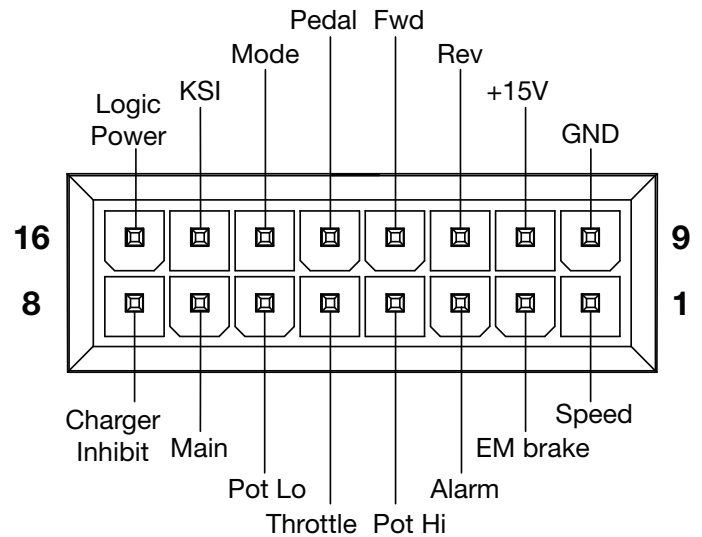 Pedal Fwd
Mode
Rev
KSI
+15V
Logic
Power
GND
16
9
8
1
Charger
Inhibit
Main
Speed
EM brake
Pot Lo
Alarm
Throttle Pot Hi